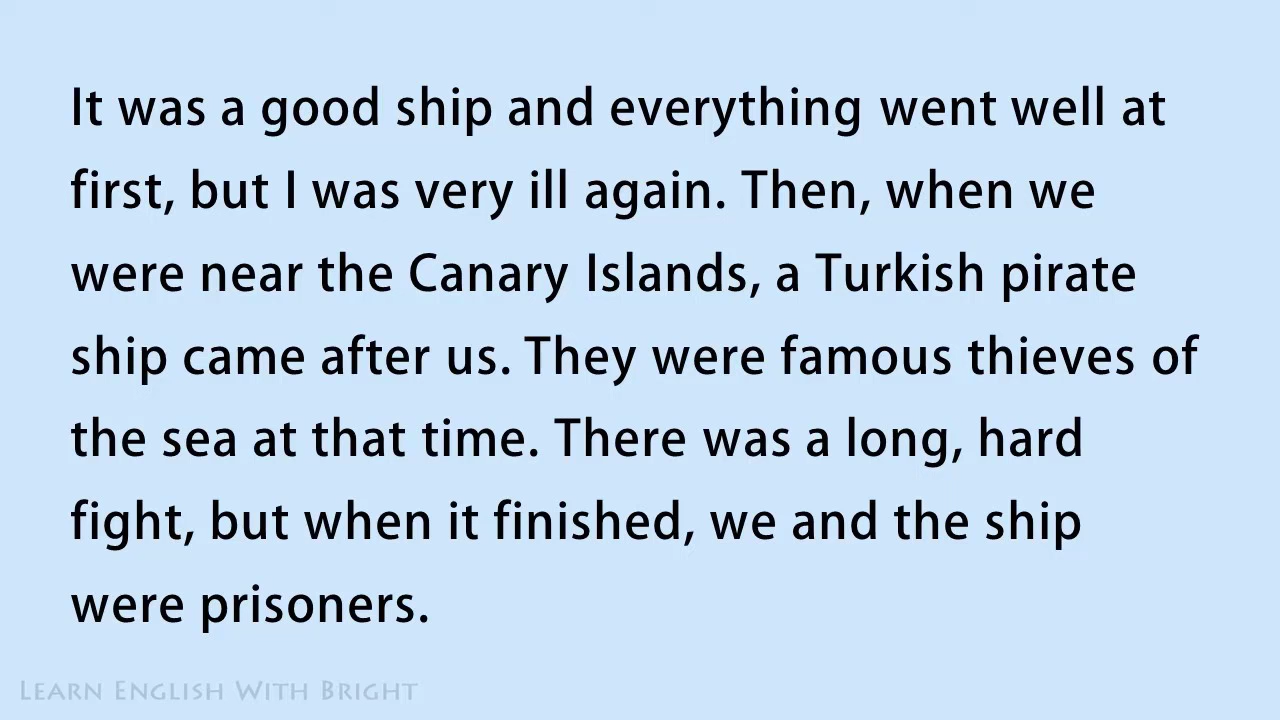 It was a good ship and everything went well at
first, but I was very ill again. Then, when we
were near the Canary Islands, a Turkish pirate
ship came after us. They were famous thieves of
the sea at that time. There was a long, hard
fight, but when it finished, we and the ship
were prisoners.
Learn English With Bright